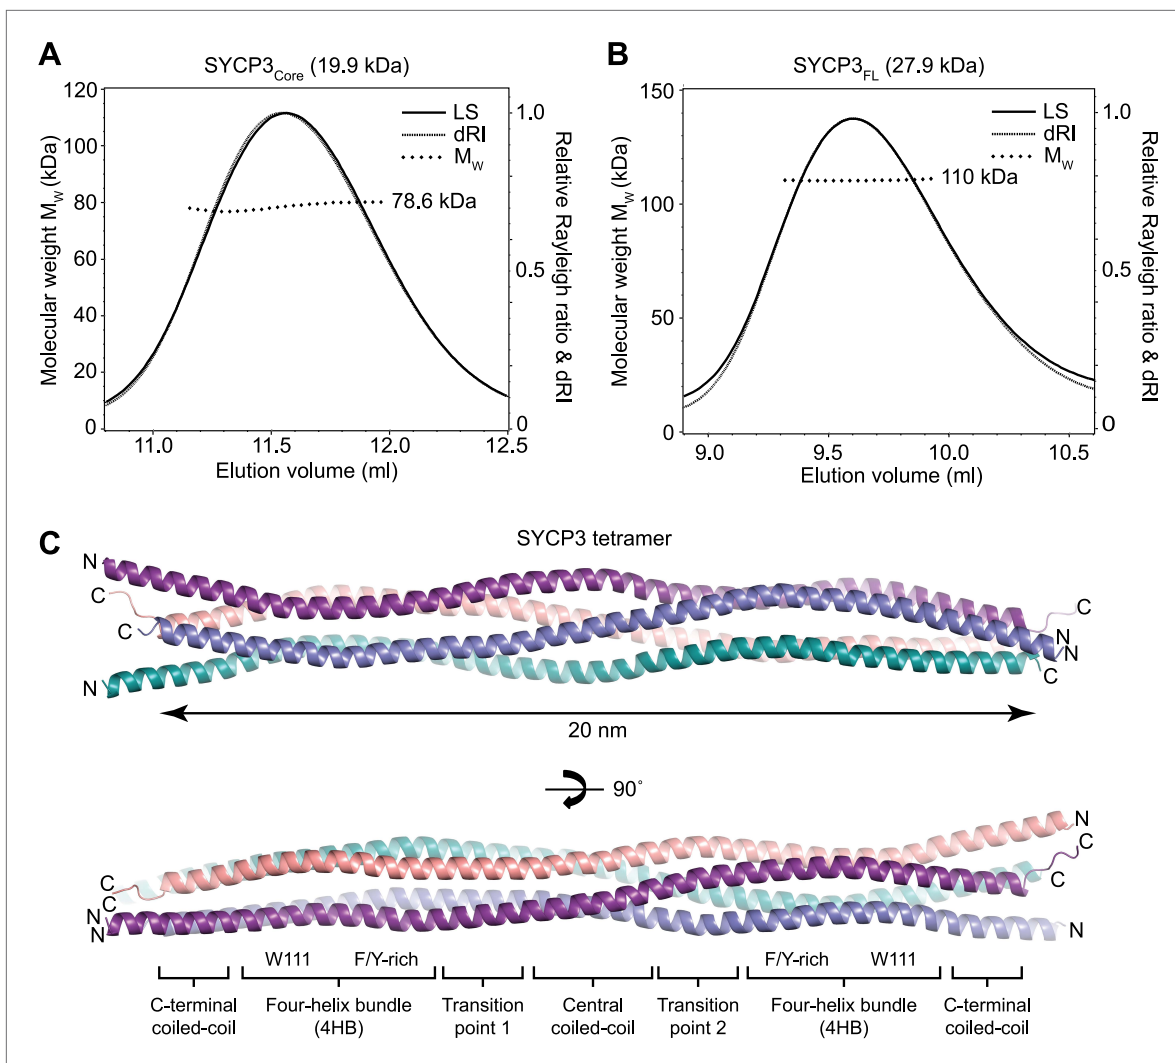 A
SYCP3Core (19.9 kDa)
Molecular weight MW (kDa)
120
100
80
60
40
20
0
LS
dRI
MW
78.6 kDa
1.0
0.5
0
Relative Rayleigh ratio & dRI
11.0 11.5 12.0 12.5
Elution volume (ml)
B
SYCP3FL (27.9 kDa)
Molecular weight MW (kDa)
150
100
50
0
LS
dRI
MW
110 kDa
1.0
0.5
0
Relative Rayleigh ratio & dRI
9.0 9.5 10.0 10.5
Elution volume (ml)
C
SYCP3 tetramer
N
C
C
N
N
N
C
20 nm
90°
C
C
N
N
C
N
W111 F/Y-rich F/Y-rich W111
C-terminal coiled-coil
Four-helix bundle (4HB)
Transition point 1
Central coiled-coil
Transition point 2
Four-helix bundle (4HB)
C-terminal coiled-coil